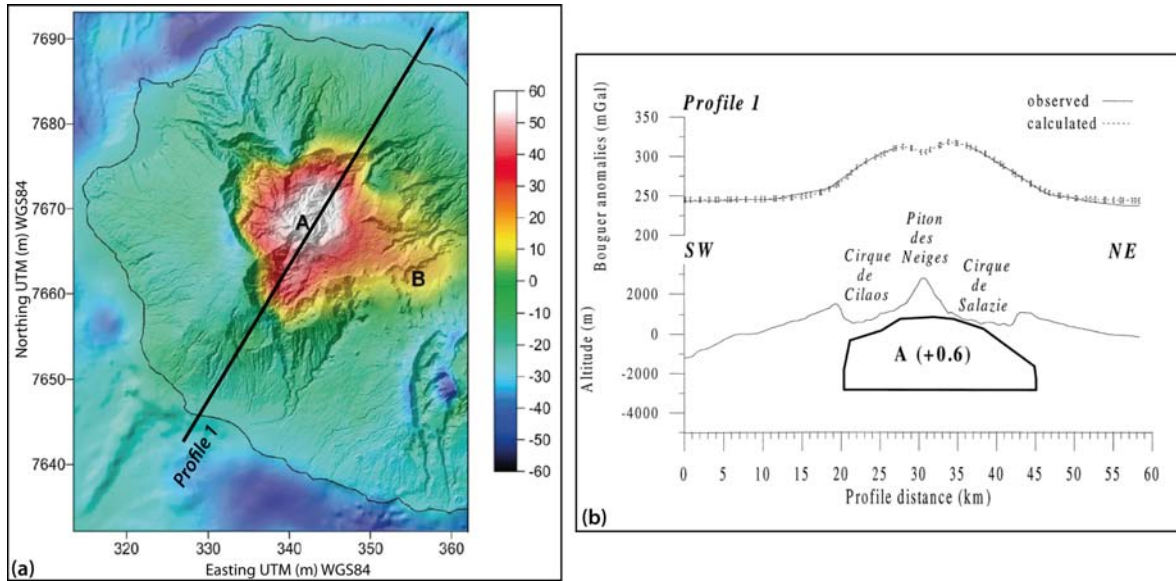 (a)
7690
7680
7670
7660
7650
7640
Northing UTM (m) WGS84
320
330
340
350
360
Easting UTM (m) WGS84
A
B
Profile 1
60
50
40
30
20
10
0
-10
-20
-30
-40
-50
-60
(b)
Profile 1
observed
calculated
Bouguer anomalies (mGal)
350
300
250
200
SW
NE
Cirque
de
Cilaos
Piton
des
Neiges
Cirque
de
Salazie
Altitude (m)
2000
0
-2000
-4000
A (+0.6)
0 5 10 15 20 25 30 35 40 45 50 55 60
Profile distance (km)